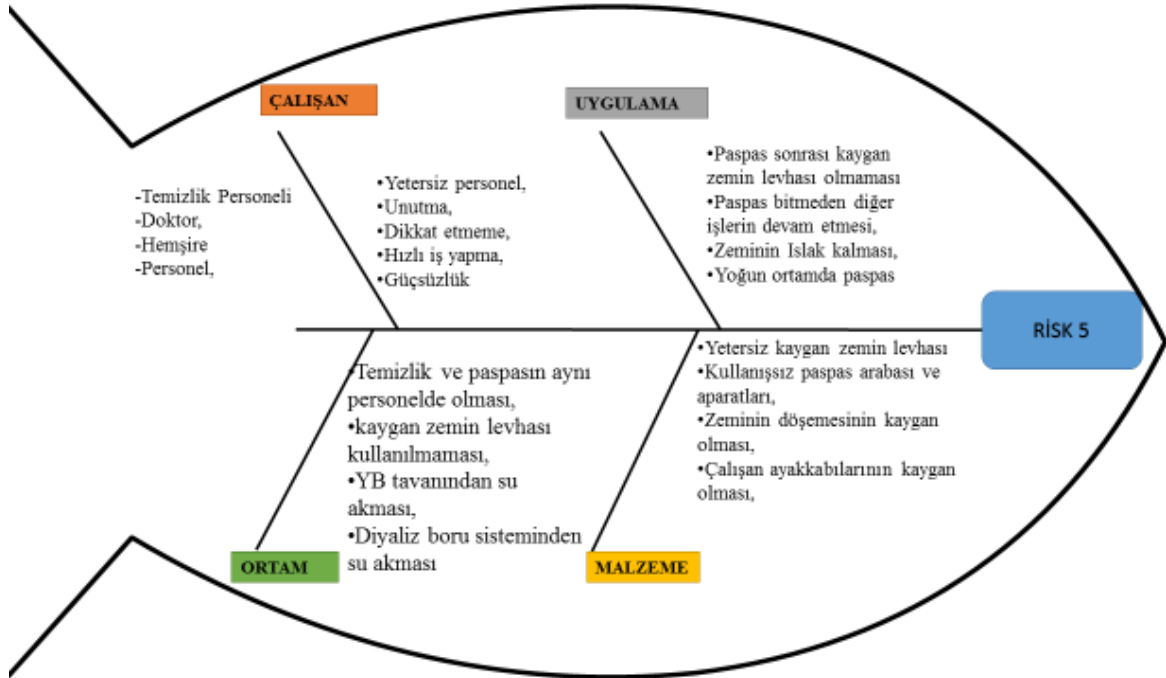 ÇALIŞAN
UYGULAMA
-Temizlik Personeli
-Doktor,
-Hemşire
-Personel,
•Yetersiz personel,
•Unutma,
•Dikkat etmeme,
•Hızlı iş yapma,
•Güçsüzlük
•Paspas sonrası kaygan
zemin levhası olmaması
•Paspas bitmeden diğer
işlerin devam etmesi,
•Zeminin Islak kalması,
•Yoğun ortamda paspas
RİSK 5
•Temizlik ve paspasın aynı
personelde olması,
•kaygan zemin levhası
kullanılmaması,
•YB tavanından su
akması,
•Diyaliz boru sisteminden
su akması
•Yetersiz kaygan zemin levhası
•Kullanışsız paspas arabası ve
aparatları,
•Zeminin döşemesinin kaygan
olması,
•Çalışan ayakkabılarının kaygan
olması,
ORTAM
MALZEME